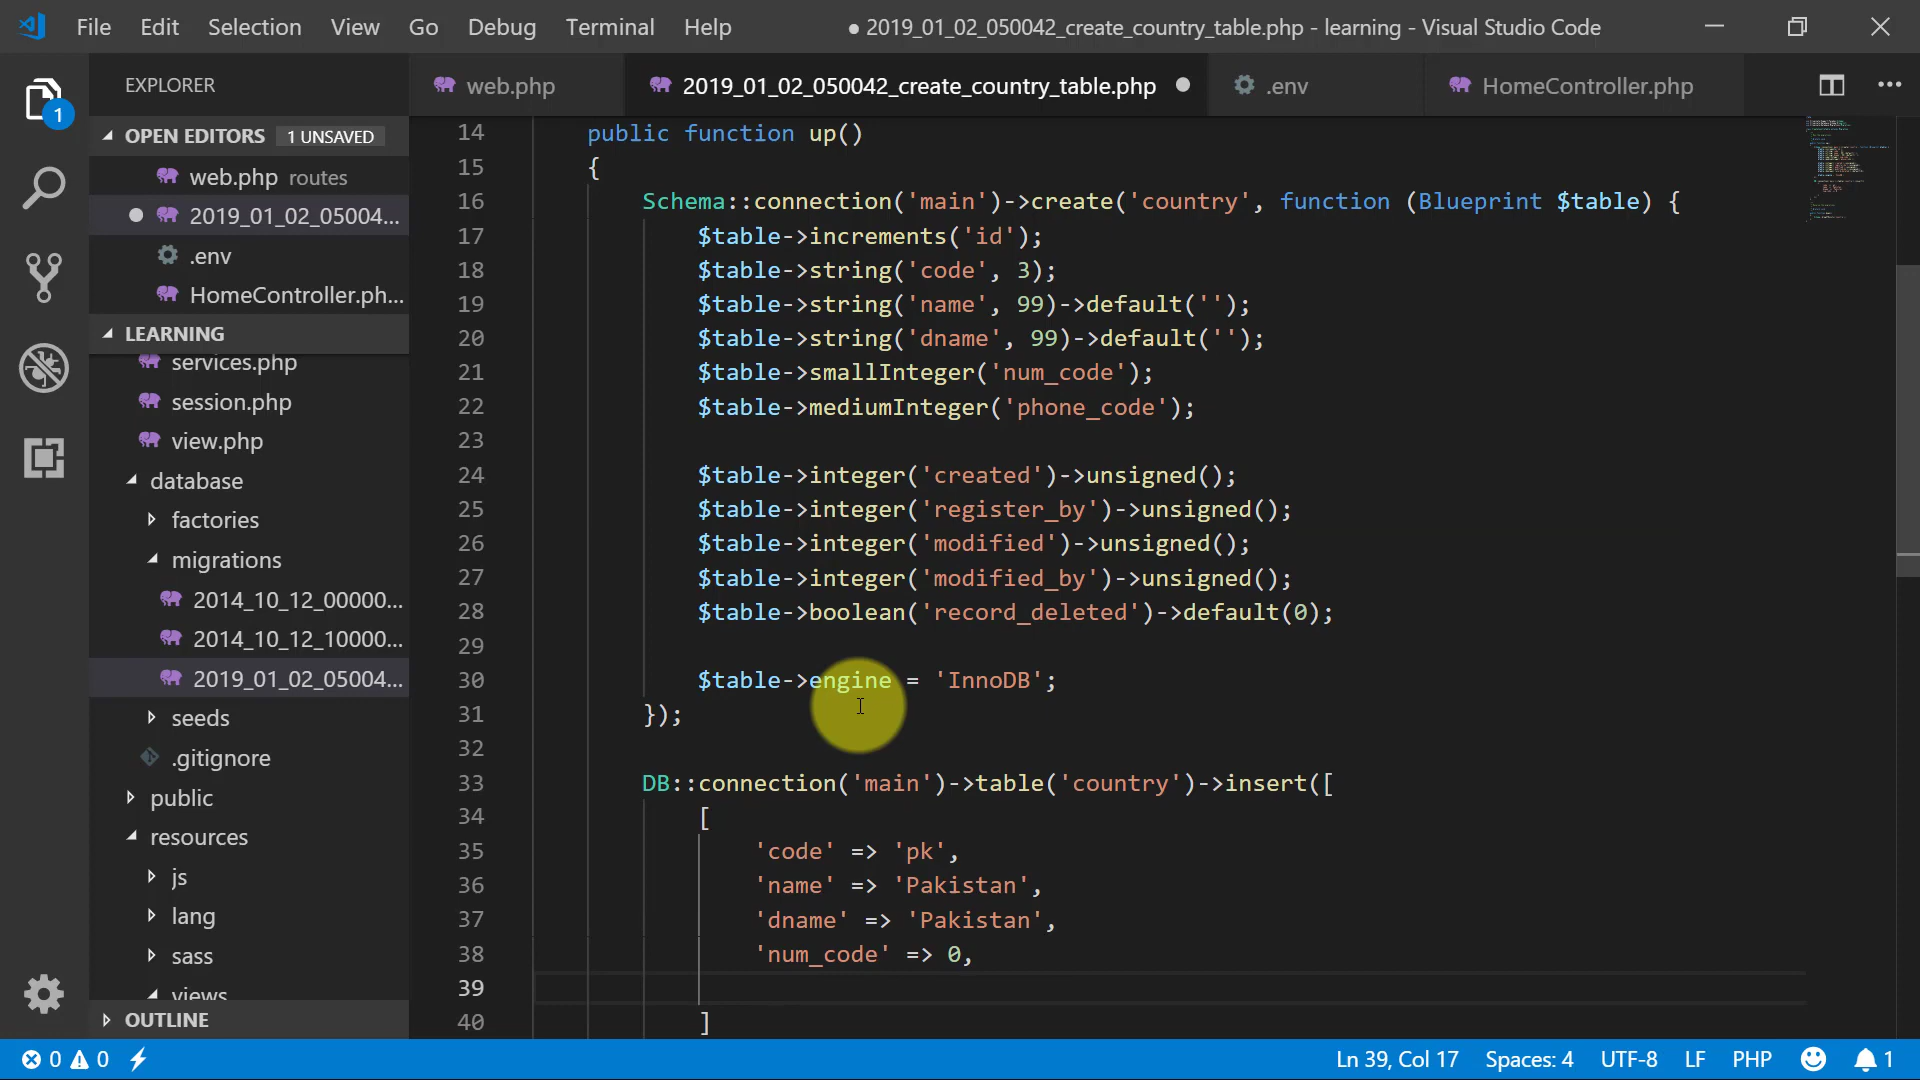 File Edit Selection View Go Debug Terminal Help
● 2019_01_02_050042_create_country_table.php - learning - Visual Studio Code
EXPLORER
web.php
2019_01_02_050042_create_country_table.php
.env
HomeController.php
1
OPEN EDITORS 1 UNSAVED
web.php routes
2019_01_02_05004...
.env
HomeController.ph...
LEARNING
services.php
session.php
view.php
database
factories
migrations
2014_10_12_00000...
2014_10_12_10000...
2019_01_02_05004...
seeds
.gitignore
public
resources
js
lang
sass
views
OUTLINE
14 public function up()
15 {
16 Schema::connection('main')->create('country', function (Blueprint $table) {
17 $table->increments('id');
18 $table->string('code', 3);
19 $table->string('name', 99)->default('');
20 $table->string('dname', 99)->default('');
21 $table->smallInteger('num_code');
22 $table->mediumInteger('phone_code');
23
24 $table->integer('created')->unsigned();
25 $table->integer('register_by')->unsigned();
26 $table->integer('modified')->unsigned();
27 $table->integer('modified_by')->unsigned();
28 $table->boolean('record_deleted')->default(0);
29
30 $table->engine = 'InnoDB';
31 });
32
33 DB::connection('main')->table('country')->insert([
34 [
35 'code' => 'pk',
36 'name' => 'Pakistan',
37 'dname' => 'Pakistan',
38 'num_code' => 0,
39
40 ]
0 0 Ln 39, Col 17 Spaces: 4 UTF-8 LF PHP 1